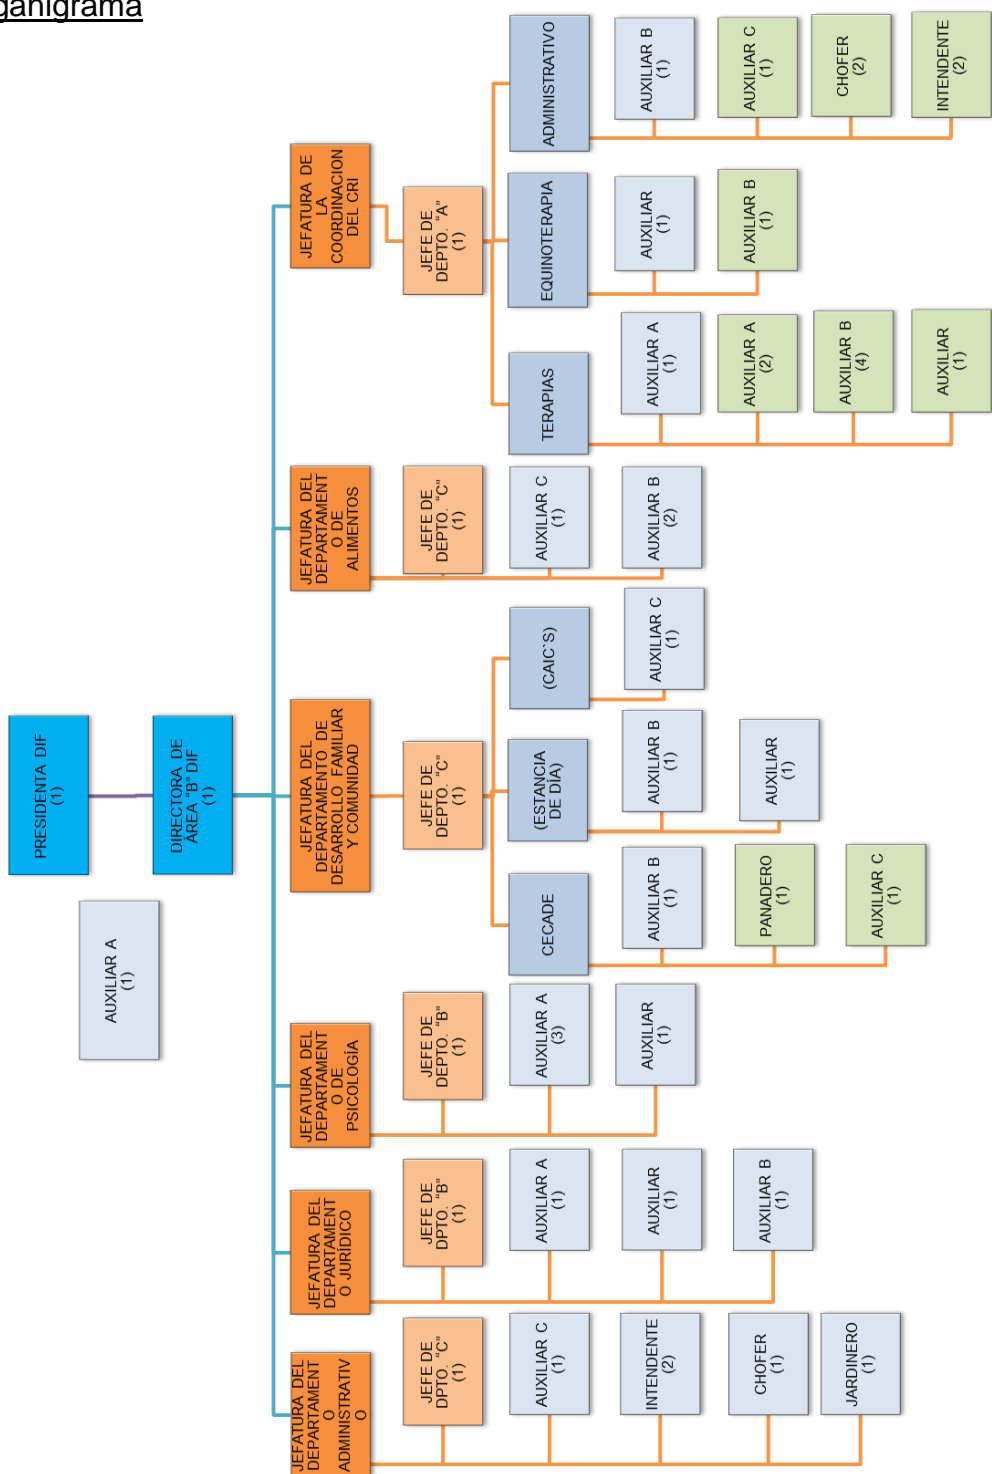 ganigrama
PRESIDENTA DIF
(1)
AUXILIAR A
(1)
DIRECTORA DE
ÁREA “B” DIF
(1)
JEFATURA DEL
DEPARTAMENT
O
ADMINISTRATIV
O
JEFE DE
DPTO. “C”
(1)
AUXILIAR C
(1)
INTENDENTE
(2)
CHOFER
(1)
JARDINERO
(1)
JEFATURA DEL
DEPARTAMENT
O JURÍDICO
JEFE DE
DPTO. “B”
(1)
AUXILIAR A
(1)
AUXILIAR
(1)
AUXILIAR B
(1)
JEFATURA DEL
DEPARTAMENT
O DE
PSICOLOGÍA
JEFE DE
DEPTO. “B”
(1)
AUXILIAR A
(3)
AUXILIAR
(1)
JEFATURA DEL
DEPARTAMENTO DE
DESARROLLO FAMILIAR
Y COMUNIDAD
JEFE DE
DEPTO. “C”
(1)
CECADE
AUXILIAR B
(1)
PANADERO
(1)
AUXILIAR C
(1)
(ESTANCIA
DE DÍA)
AUXILIAR B
(1)
AUXILIAR
(1)
(CAIC`S)
AUXILIAR C
(1)
JEFATURA DEL
DEPARTAMENT
O DE
ALIMENTOS
JEFE DE
DEPTO. “C”
(1)
AUXILIAR C
(1)
AUXILIAR B
(2)
JEFATURA DE
LA
COORDINACION
DEL CRI
JEFE DE
DEPTO. “A”
(1)
TERAPIAS
AUXILIAR A
(1)
AUXILIAR A
(2)
AUXILIAR B
(4)
AUXILIAR
(1)
EQUINOTERAPIA
AUXILIAR
(1)
AUXILIAR B
(1)
ADMINISTRATIVO
AUXILIAR B
(1)
AUXILIAR C
(1)
CHOFER
(2)
INTENDENTE
(2)